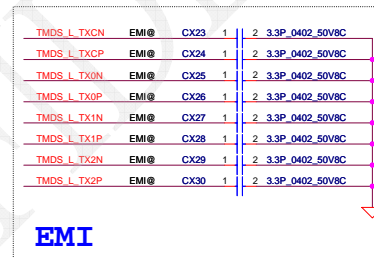 TMDS_L_TXCN EMI@ CX23 1 2 3.3P_0402_50V8C
TMDS_L_TXCP EMI@ CX24 1 2 3.3P_0402_50V8C
TMDS_L_TX0N EMI@ CX25 1 2 3.3P_0402_50V8C
TMDS_L_TX0P EMI@ CX26 1 2 3.3P_0402_50V8C
TMDS_L_TX1N EMI@ CX27 1 2 3.3P_0402_50V8C
TMDS_L_TX1P EMI@ CX28 1 2 3.3P_0402_50V8C
TMDS_L_TX2N EMI@ CX29 1 2 3.3P_0402_50V8C
TMDS_L_TX2P EMI@ CX30 1 2 3.3P_0402_50V8C
EMI